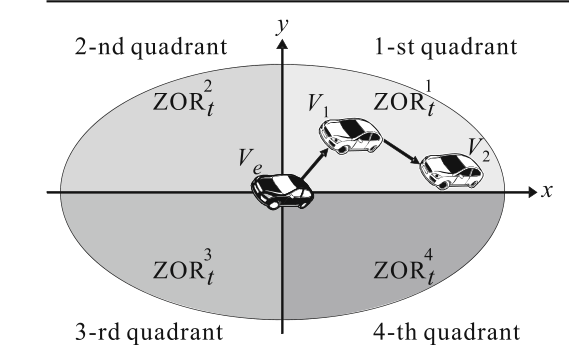 y
2-nd quadrant 1-st quadrant
ZOR_t^2 V_1 ZOR_t^1
V_e V_2
x
ZOR_t^3 ZOR_t^4
3-rd quadrant 4-th quadrant